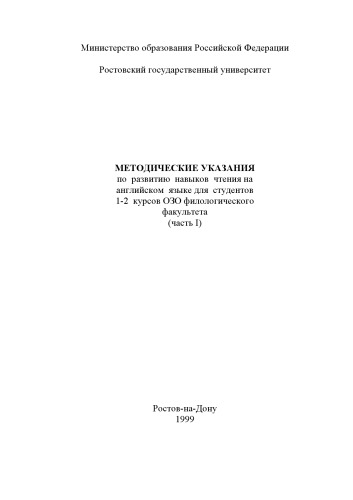 Министерство образования Российской Федерации
Ростовский государственный университет
МЕТОДИЧЕСКИЕ УКАЗАНИЯ
по развитию навыков чтения на
английском языке для студентов
1-2 курсов ОЗО филологического
факультета
(часть I)
Ростов-на-Дону
1999